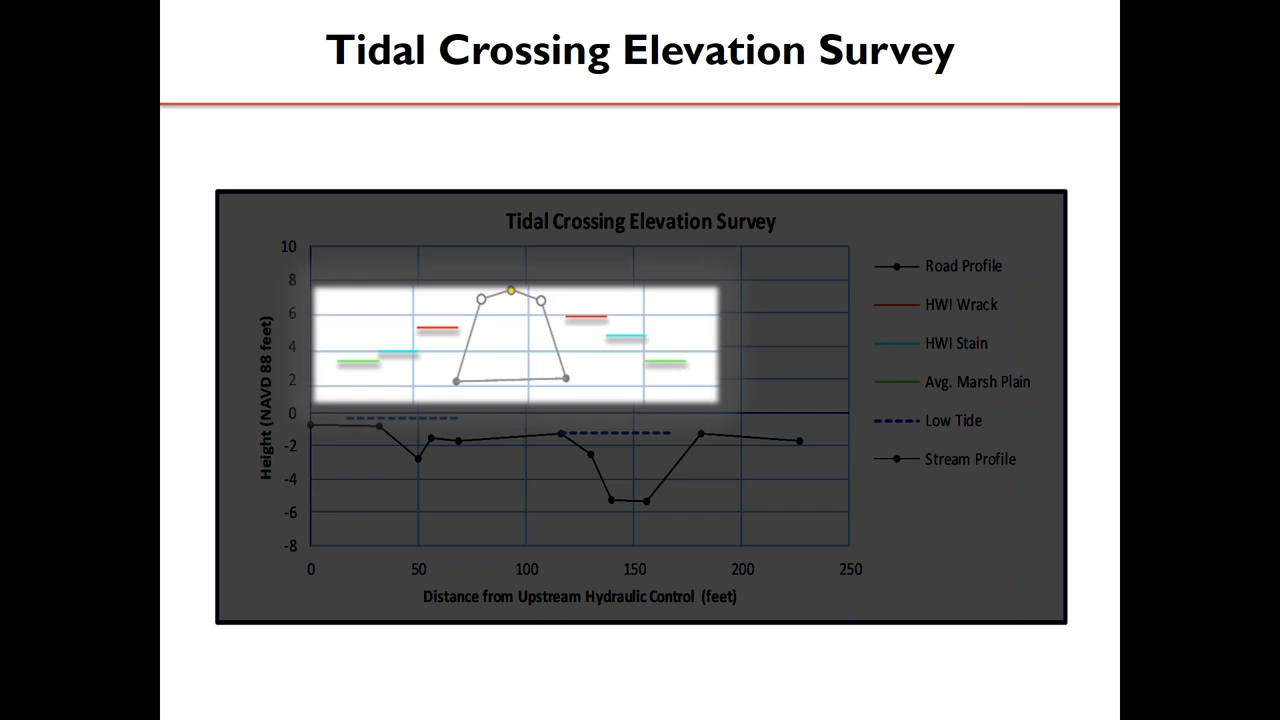 Tidal Crossing Elevation Survey
Tidal Crossing Elevation Survey
10
8
6
4
2
0
-2
-4
-6
-8
Height (NAVD 88 feet)
0 50 100 150 200 250
Distance from Upstream Hydraulic Control (feet)
Road Profile
HWI Wrack
HWI Stain
Avg. Marsh Plain
Low Tide
Stream Profile